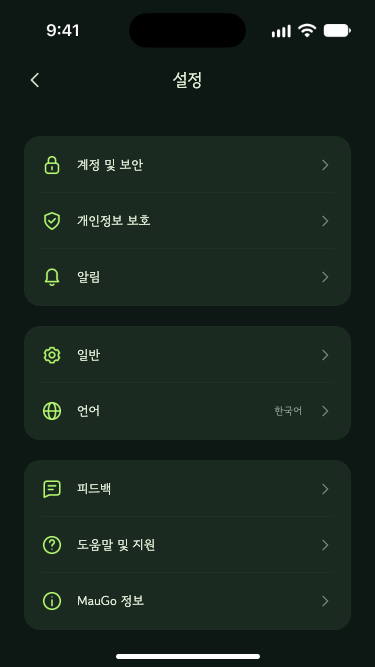 9:41
설정
계정 및 보안
개인정보 보호
알림
일반
언어 한국어
피드백
도움말 및 지원
MauGo 정보